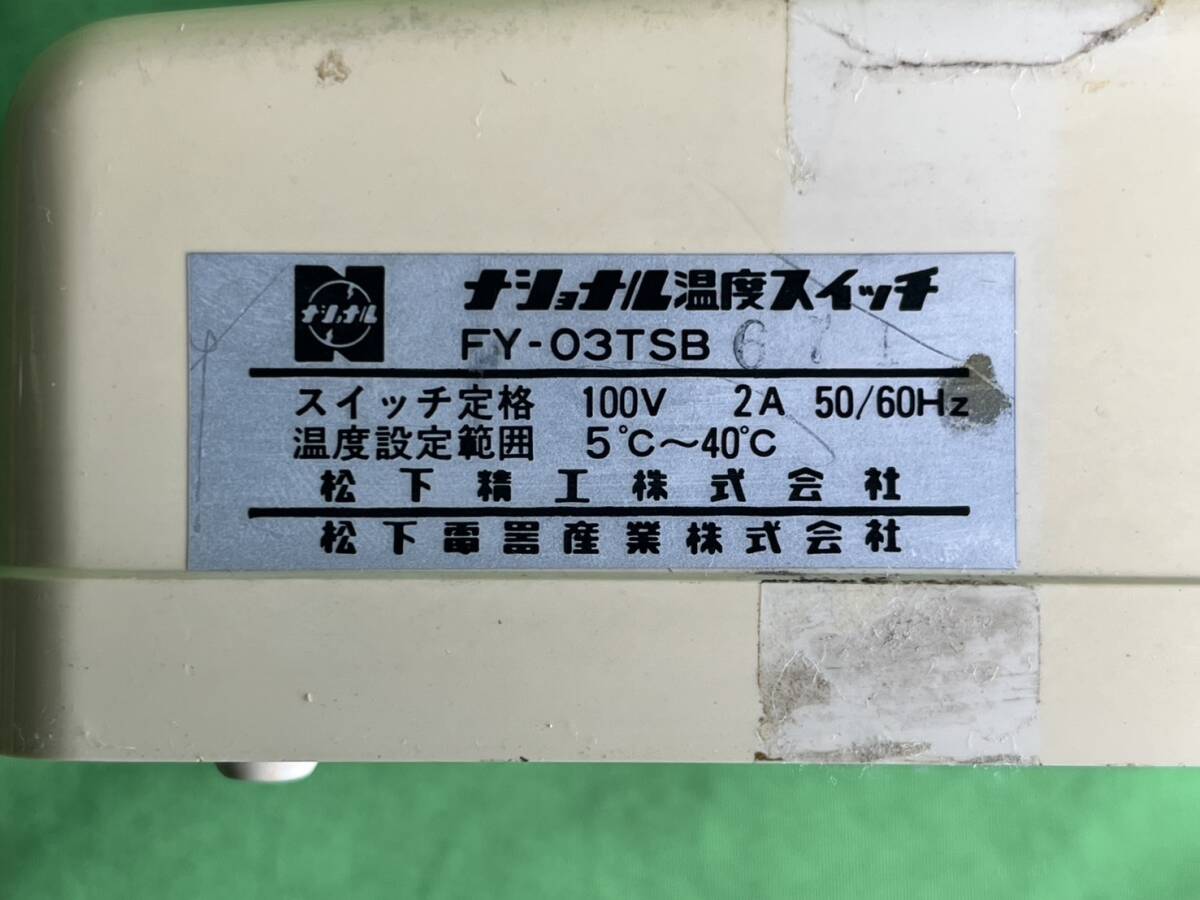 ナショナル
ナショナル温度スイッチ
FY-03TSB 671
スイッチ定格 100V 2A 50/60Hz
温度設定範囲 5℃～40℃
松下精工株式会社
松下電器産業株式会社